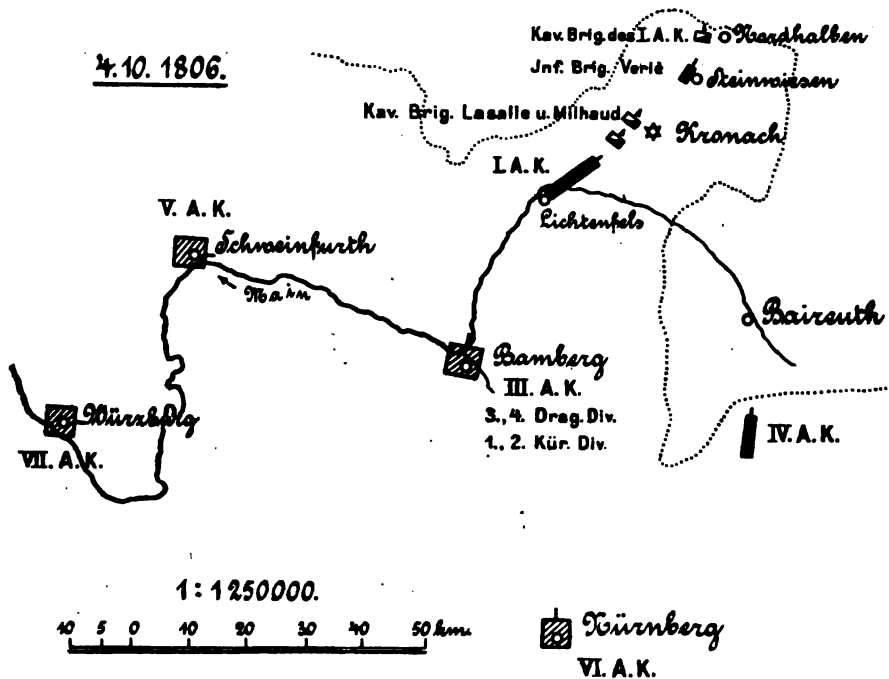 4.10. 1806.
Kav. Brig. des I. A. K. Nordhalben
Jnf. Brig. Verlè Steinwiesen
Kav. Brig. Lasalle u. Milhaud Kronach
I. A. K.
Lichtenfels
V. A. K.
Schweinfurth
Main
Baireuth
Bamberg
III. A. K.
3., 4. Drag. Div.
1., 2. Kür. Div.
IV. A. K.
Würzburg
VII. A. K.
1 : 1250000.
10 5 0 10 20 30 40 50 km.
Nürnberg
VI. A. K.